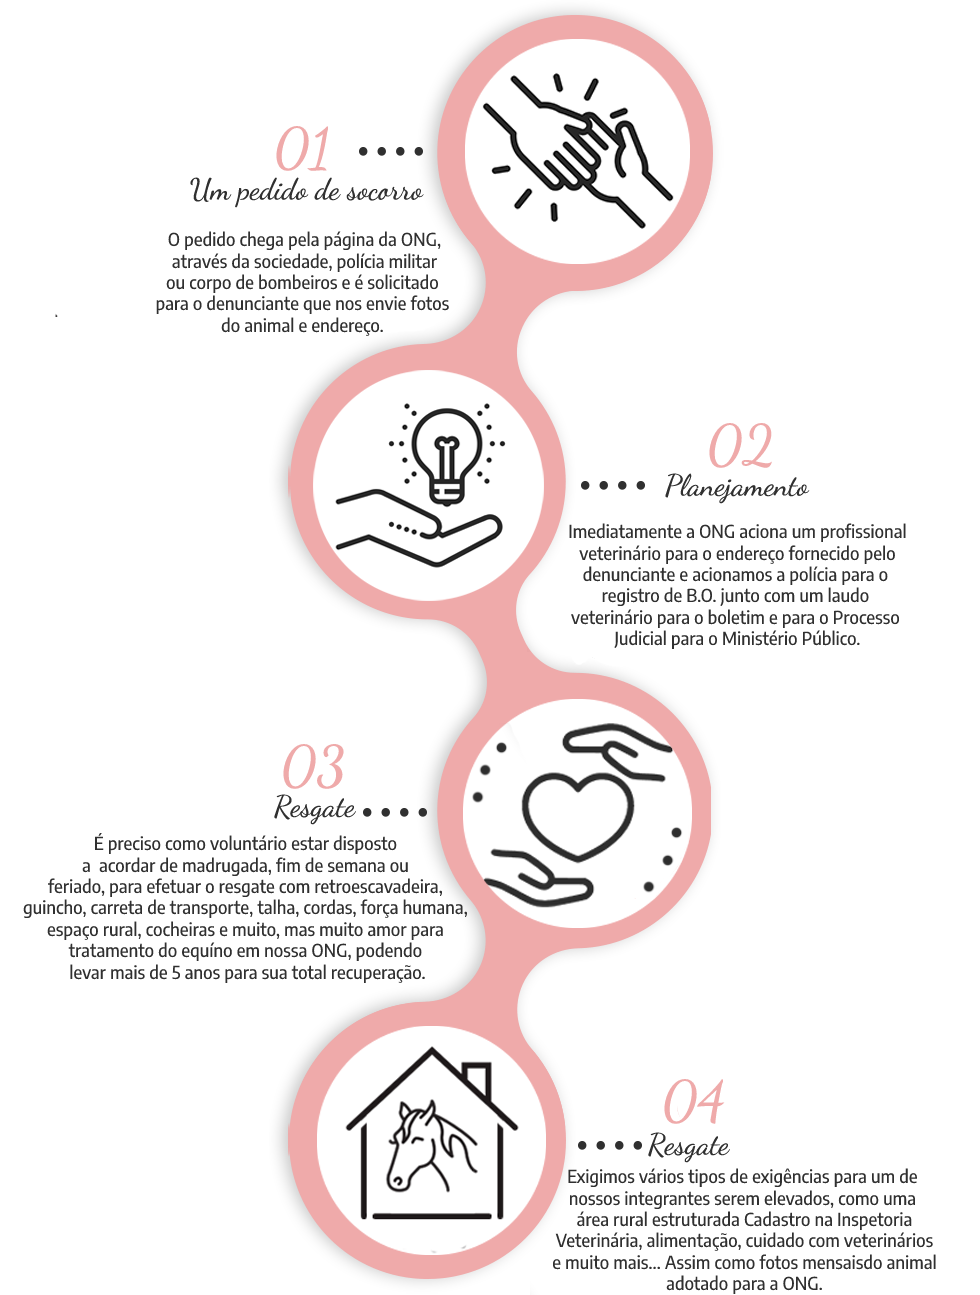 01
Um pedido de socorro
O pedido chega pela página da ONG,
através da sociedade, polícia militar
ou corpo de bombeiros e é solicitado
para o denunciante que nos envie fotos
do animal e endereço.
02
Planejamento
Imediatamente a ONG aciona um profissional
veterinário para o endereço fornecido pelo
denunciante e acionamos a polícia para o
registro de B.O. junto com um laudo
veterinário para o boletim e para o Processo
Judicial para o Ministério Público.
03
Resgate
É preciso como voluntário estar disposto
a  acordar de madrugada, fim de semana ou
feriado, para efetuar o resgate com retroescavadeira,
guincho, carreta de transporte, talha, cordas, força humana,
espaço rural, cocheiras e muito, mas muito amor para
tratamento do equíno em nossa ONG, podendo
levar mais de 5 anos para sua total recuperação.
04
Resgate
Exigimos vários tipos de exigências para um de
nossos integrantes serem elevados, como uma
área rural estruturada Cadastro na Inspetoria
Veterinária, alimentação, cuidado com veterinários
e muito mais... Assim como fotos mensaisdo animal
adotado para a ONG.